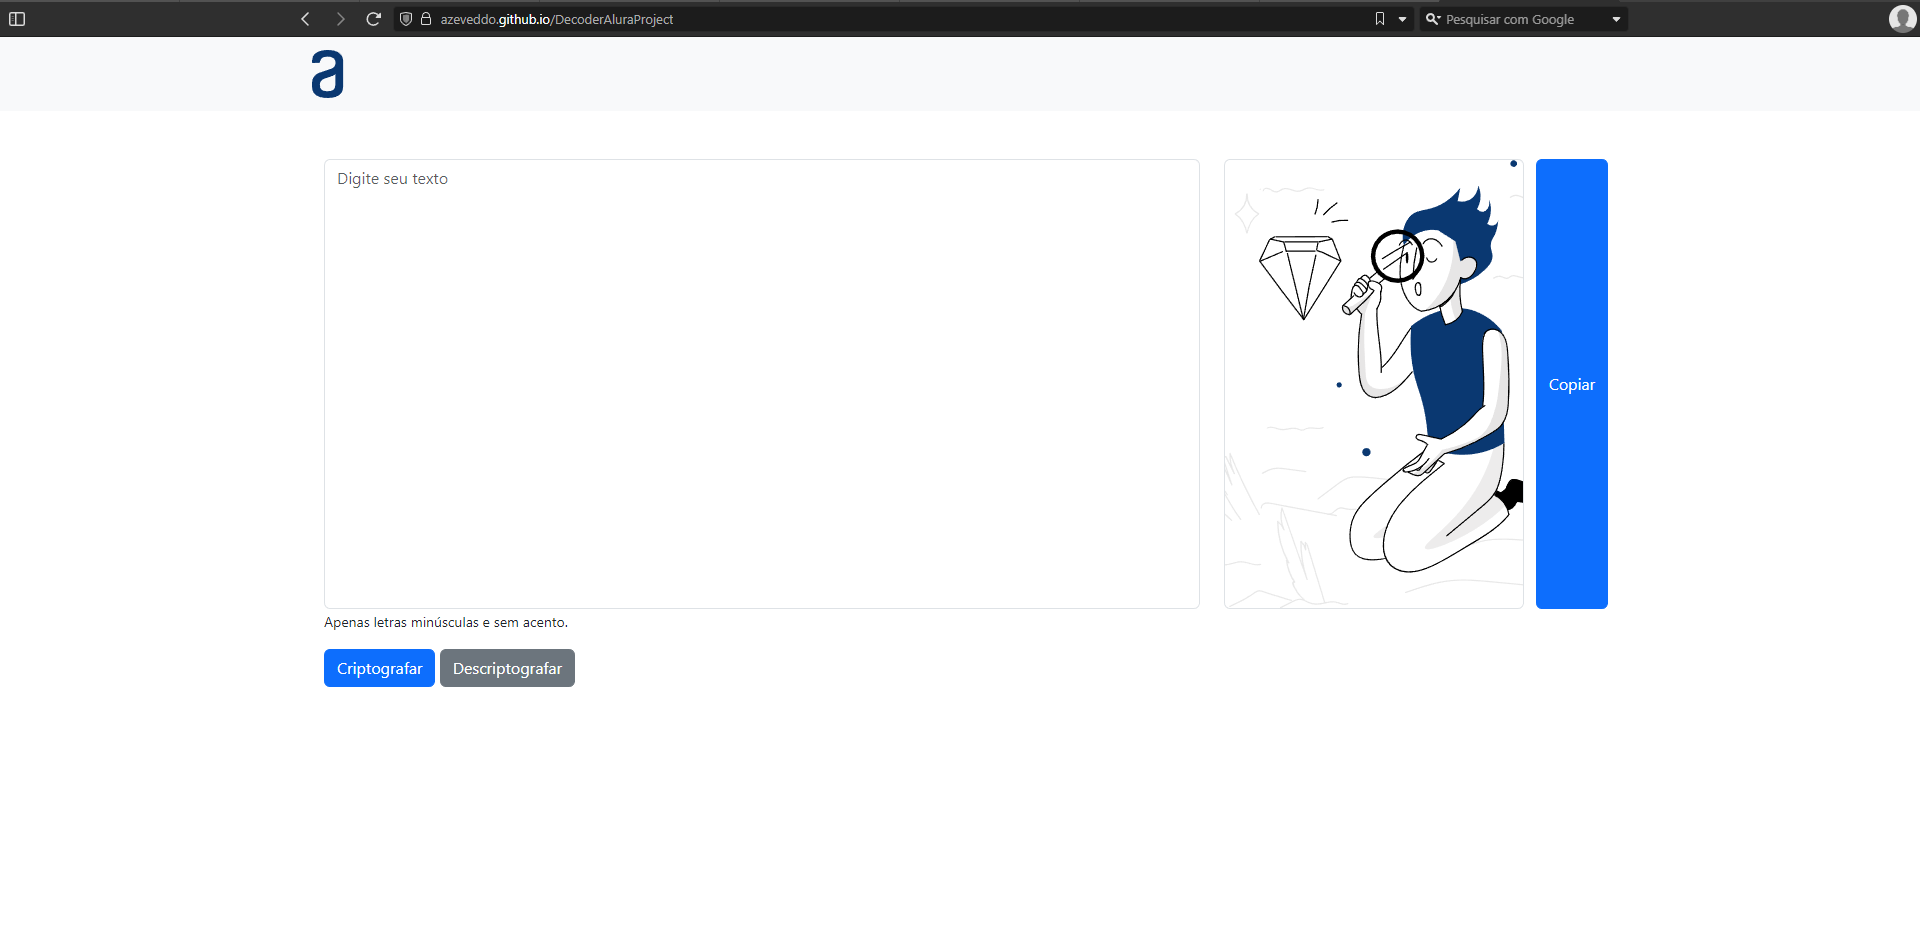 azeveddo.github.io/DecoderAluraProject
Pesquisar com Google
a
Digite seu texto
Copiar
Apenas letras minúsculas e sem acento.
Criptografar
Descriptografar